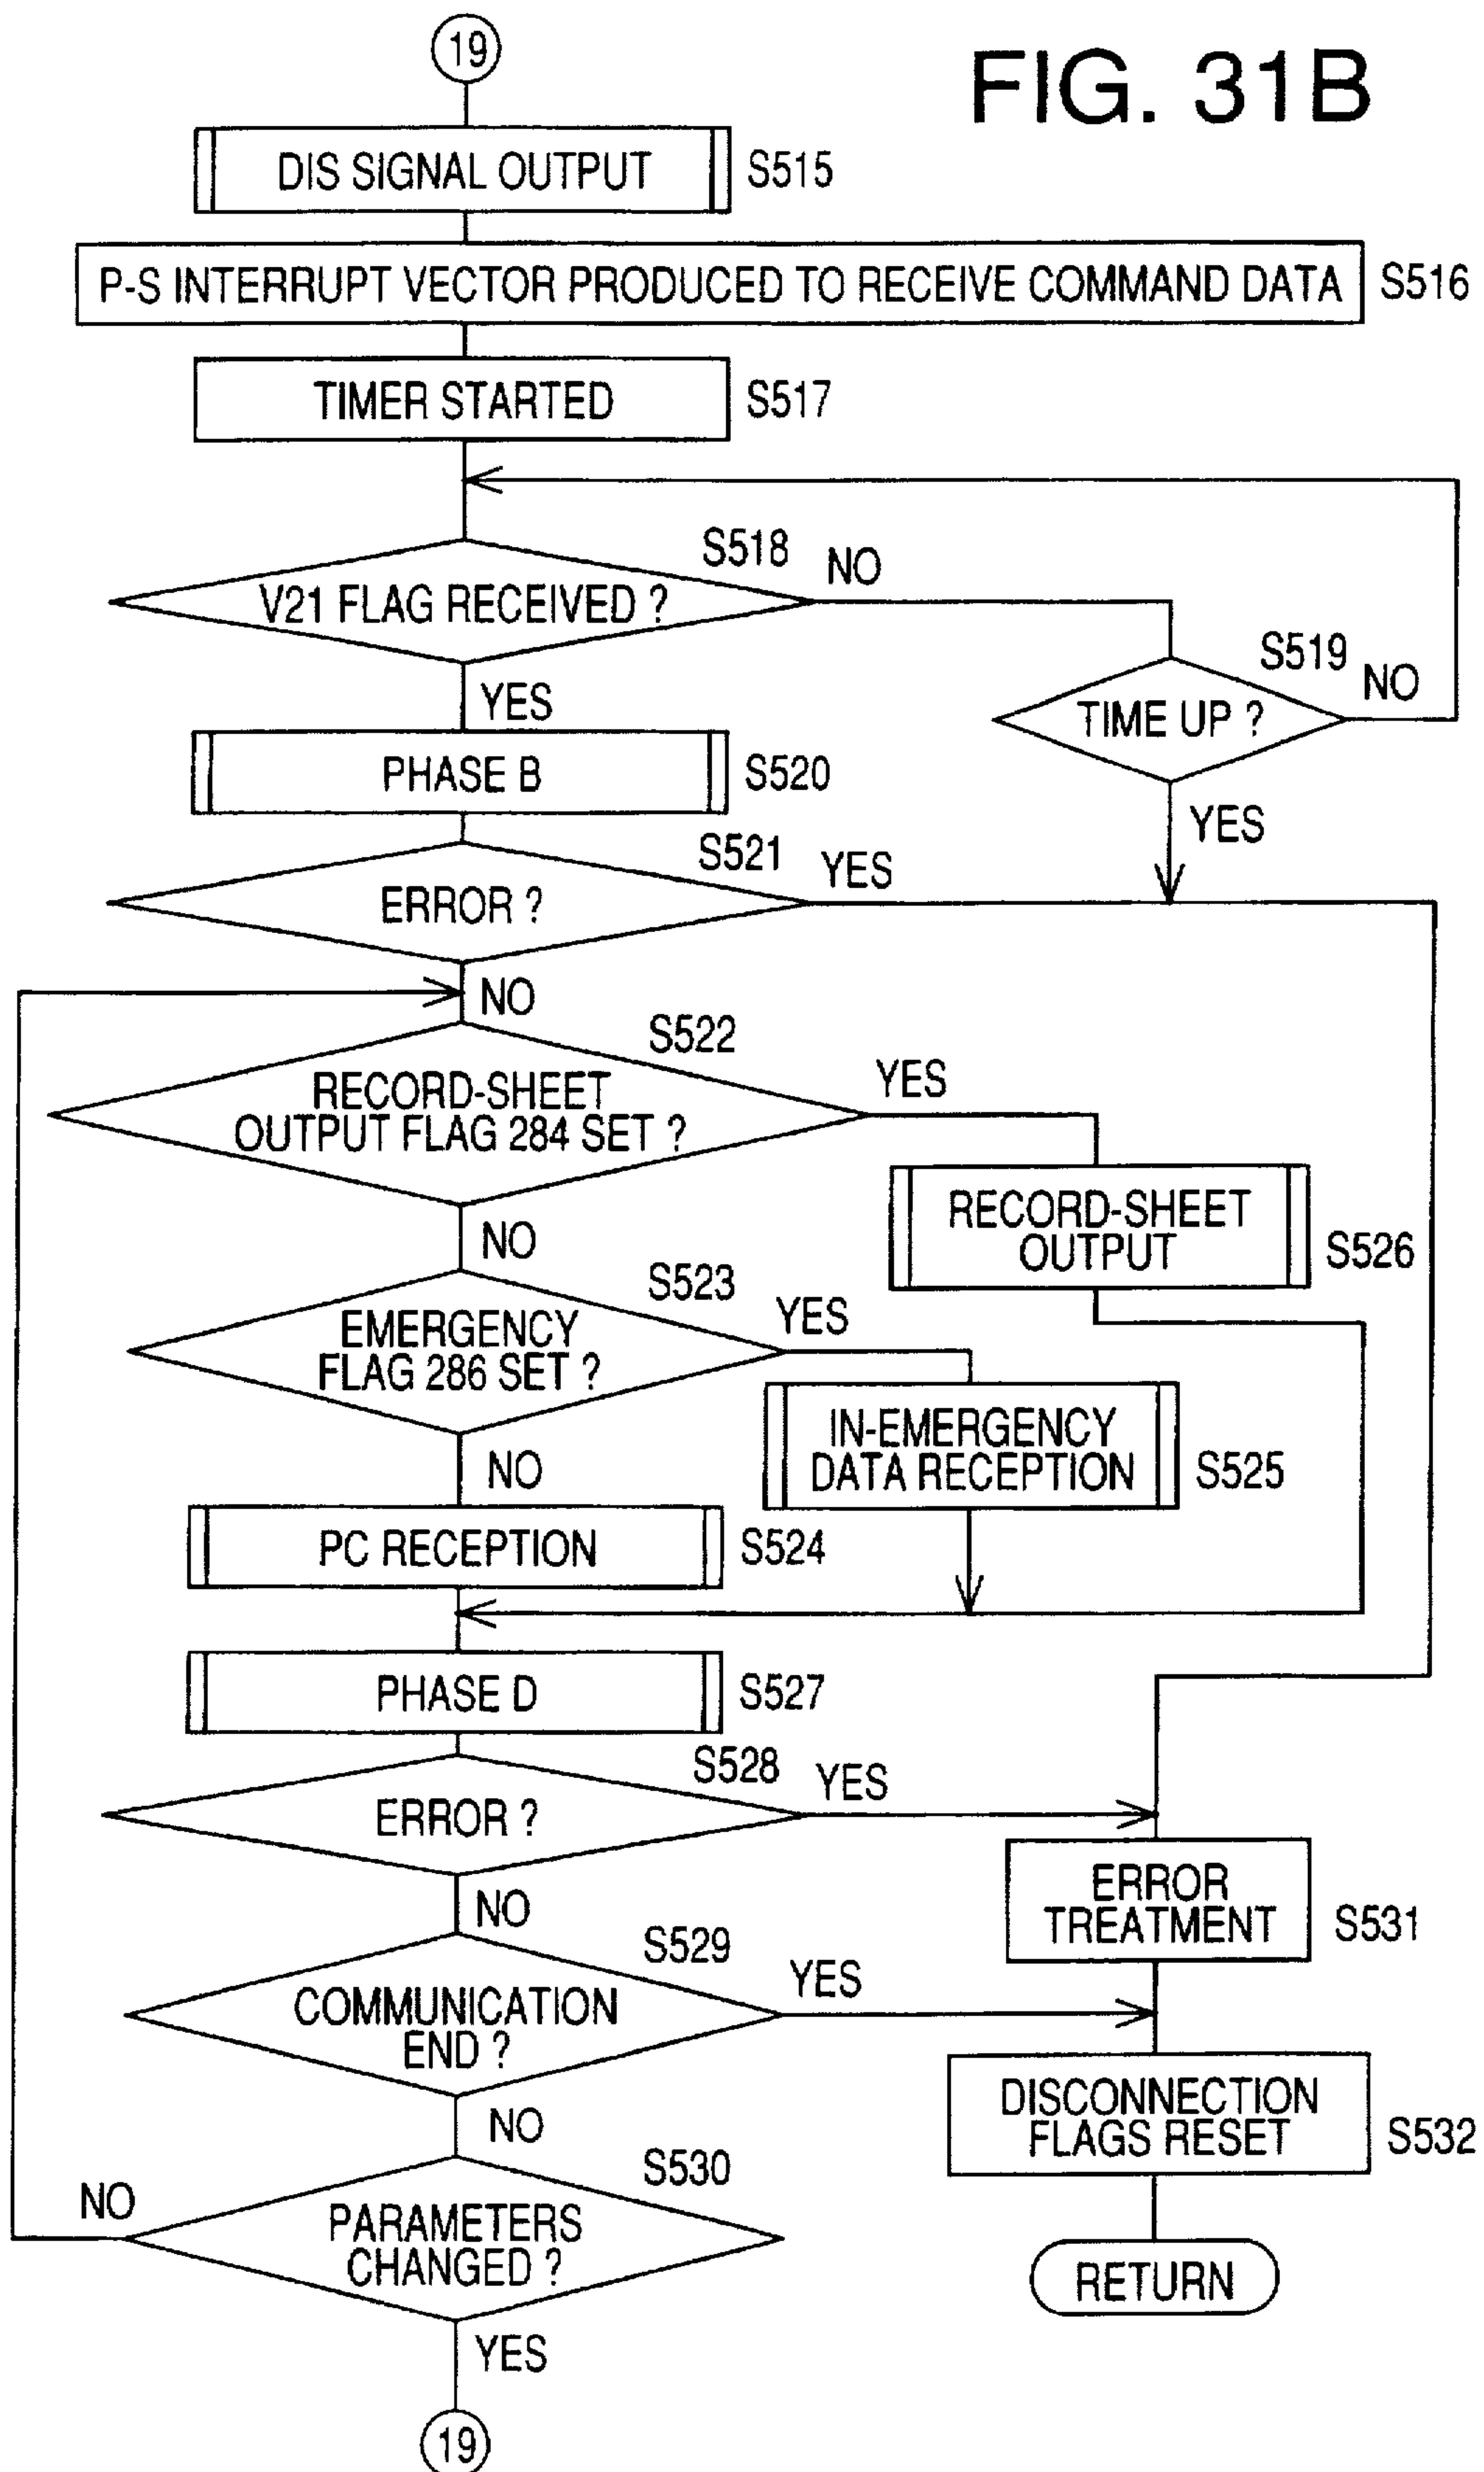 19
FIG. 31B
DIS SIGNAL OUTPUT
S515
P-S INTERRUPT VECTOR PRODUCED TO RECEIVE COMMAND DATA
S516
TIMER STARTED
S517
S518
NO
V21 FLAG RECEIVED ?
S519
NO
YES
TIME UP ?
PHASE B
S520
YES
S521
YES
ERROR ?
NO
S522
YES
RECORD-SHEET
OUTPUT FLAG 284 SET ?
RECORD-SHEET
OUTPUT
S526
NO
S523
YES
EMERGENCY
FLAG 286 SET ?
IN-EMERGENCY
DATA RECEPTION
S525
NO
PC RECEPTION
S524
PHASE D
S527
S528
YES
ERROR ?
ERROR
TREATMENT
S531
NO
S529
YES
COMMUNICATION
END ?
DISCONNECTION
FLAGS RESET
S532
NO
S530
NO
PARAMETERS
CHANGED ?
RETURN
YES
19